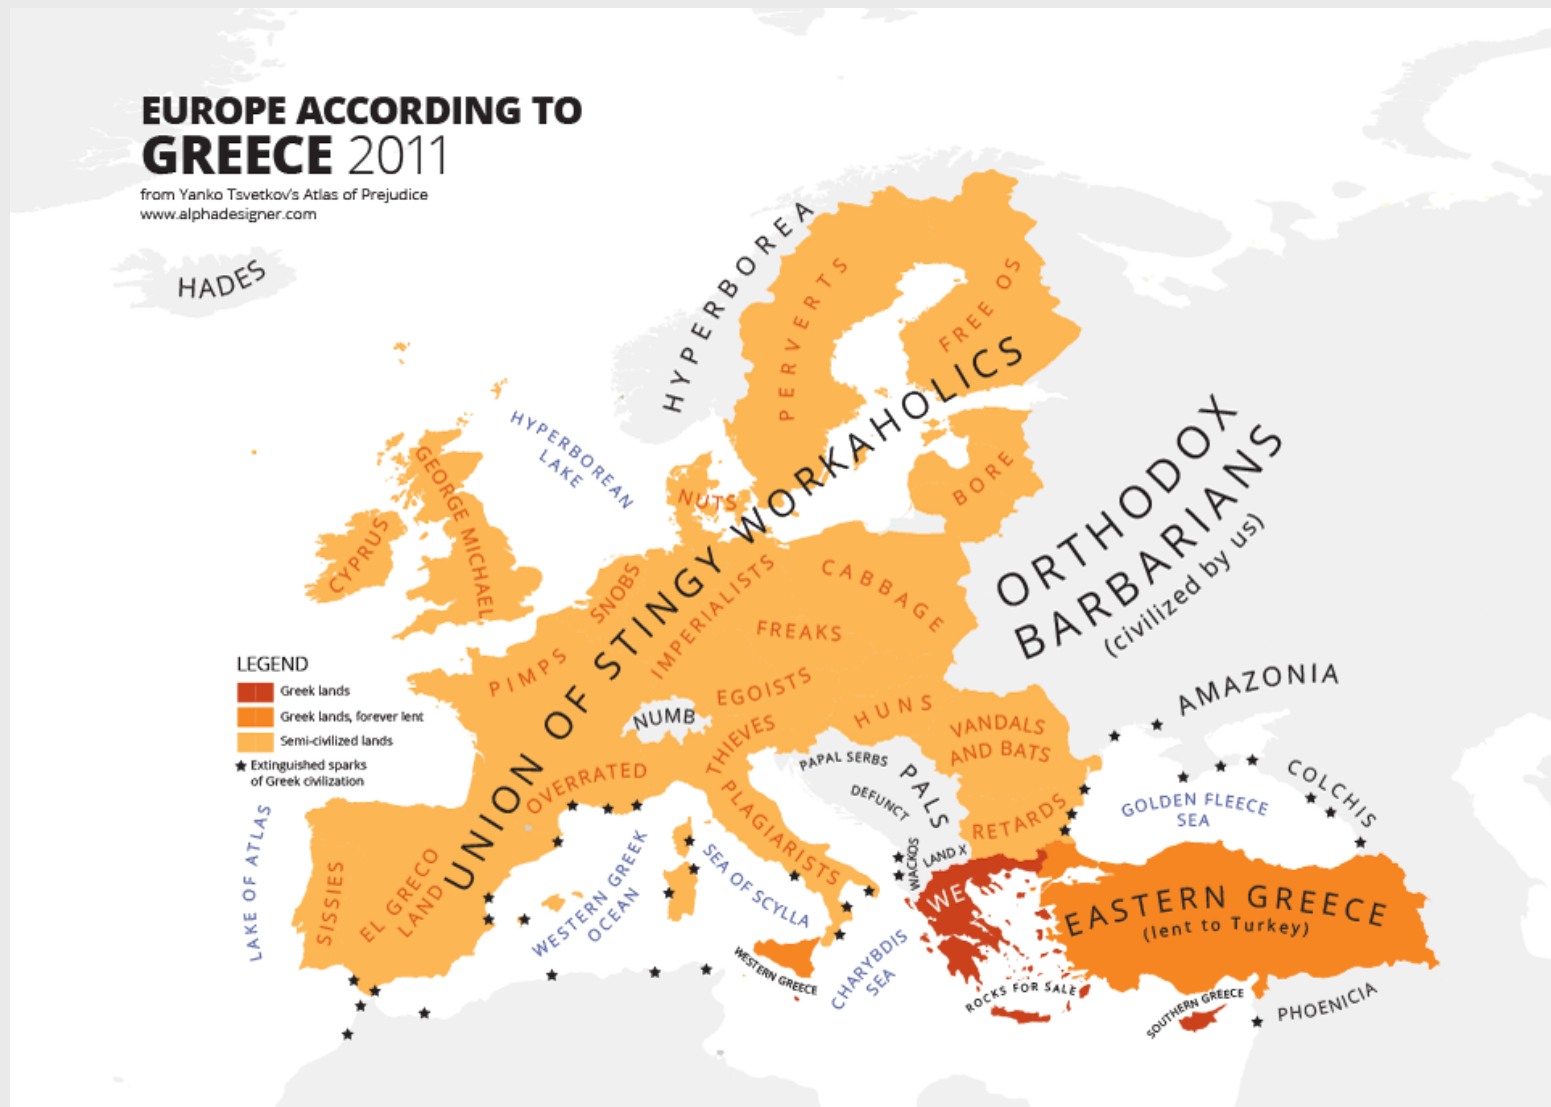 EUROPE ACCORDING TO
GREECE 2011
from Yanko Tsvetkov's Atlas of Prejudice
www.alphadesigner.com
HADES
HYPERBOREA
PERVERTS
FREE OS
HYPERBOREAN
LAKE
GEORGE MICHAEL
CYPRUS
NUTS
BORE
UNION OF STINGY WORKAHOLICS
ORTHODOX
BARBARIANS
(civilized by us)
SNOBS
IMPERIALISTS
CABBAGE
FREAKS
PIMPS
EGOISTS
NUMB
HUNS
THIEVES
VANDALS
AND BATS
AMAZONIA
LEGEND
Greek lands
Greek lands, forever lent
Semi-civilized lands
Extinguished sparks
of Greek civilization
PAPAL SERBS
PALS
DEFUNCT
OVERRATED
PLAGIARISTS
RETARDS
GOLDEN FLEECE
SEA
COLCHIS
LAKE OF ATLAS
SISSIES
EL GRECO
LAND
WESTERN GREEK
OCEAN
SEA OF SCYLLA
WACKOS
LAND X
WE
EASTERN GREECE
(lent to Turkey)
WESTERN GREECE
CHARYBDIS
SEA
ROCKS FOR SALE
SOUTHERN GREECE
PHOENICIA